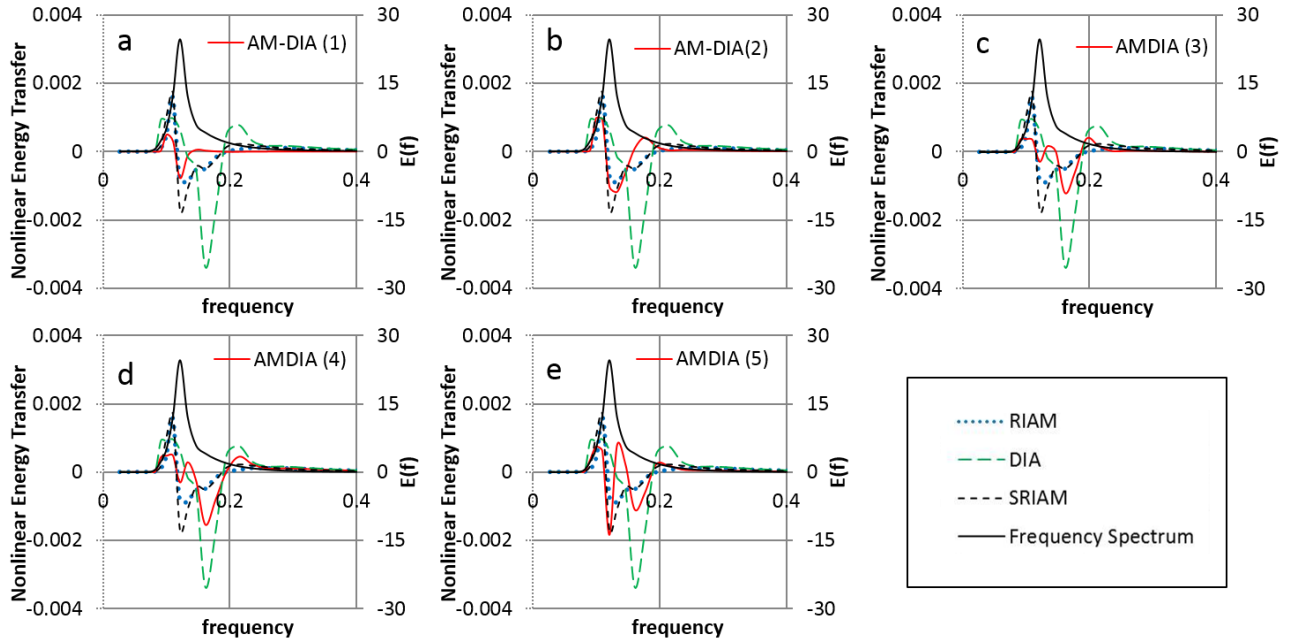 a
AM-DIA (1)
Nonlinear Energy Transfer
0.004
0.002
0
-0.002
-0.004
30
15
0
-15
-30
E(f)
0
0.2
0.4
frequency
b
AM-DIA(2)
Nonlinear Energy Transfer
0.004
0.002
0
-0.002
-0.004
30
15
0
-15
-30
E(f)
0
0.2
0.4
frequency
c
AMDIA (3)
Nonlinear Energy Transfer
0.004
0.002
0
-0.002
-0.004
30
15
0
-15
-30
E(f)
0
0.2
0.4
frequency
d
AMDIA (4)
Nonlinear Energy Transfer
0.004
0.002
0
-0.002
-0.004
30
15
0
-15
-30
E(f)
0
0.2
0.4
frequency
e
AMDIA (5)
Nonlinear Energy Transfer
0.004
0.002
0
-0.002
-0.004
30
15
0
-15
-30
E(f)
0
0.2
0.4
frequency
RIAM
DIA
SRIAM
Frequency Spectrum